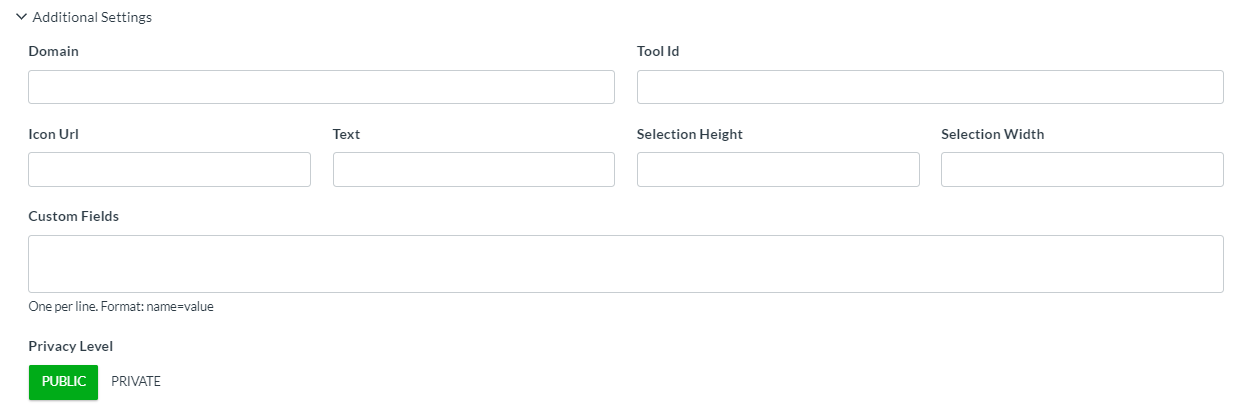 Additional Settings
Domain Tool Id
Icon Url Text Selection Height Selection Width
Custom Fields
One per line. Format: name=value
Privacy Level
PUBLIC PRIVATE